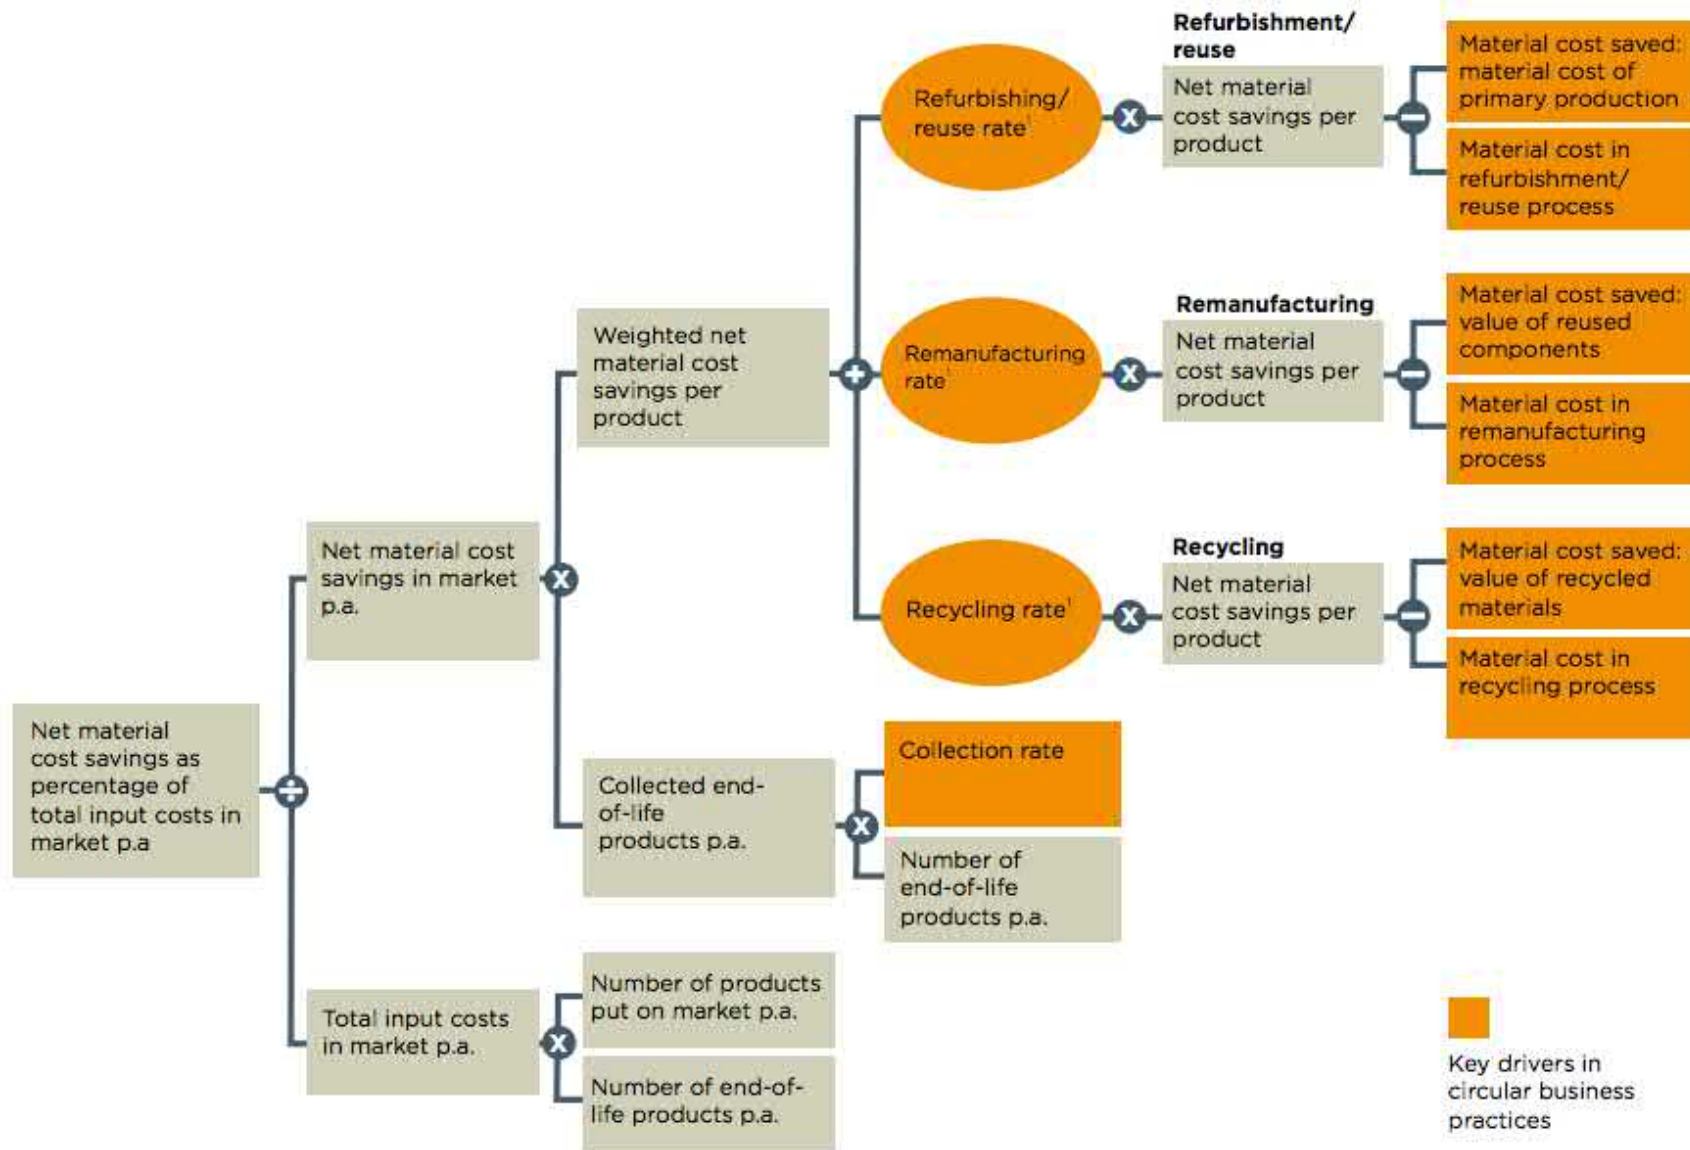 Refurbishment/
reuse
Net material
cost savings per
product
Material cost saved:
material cost of
primary production
Material cost in
refurbishment/
reuse process
Refurbishing/
reuse rate¹
Remanufacturing
Net material
cost savings per
product
Material cost saved:
value of reused
components
Material cost in
remanufacturing
process
Remanufacturing
rate¹
Weighted net
material cost
savings per
product
Recycling
Net material
cost savings per
product
Material cost saved:
value of recycled
materials
Material cost in
recycling process
Recycling rate¹
Net material cost
savings in market
p.a.
Net material
cost savings as
percentage of
total input costs in
market p.a
Collected end-
of-life
products p.a.
Collection rate
Number of
end-of-life
products p.a.
Total input costs
in market p.a.
Number of products
put on market p.a.
Number of end-of-
life products p.a.
Key drivers in
circular business
practices